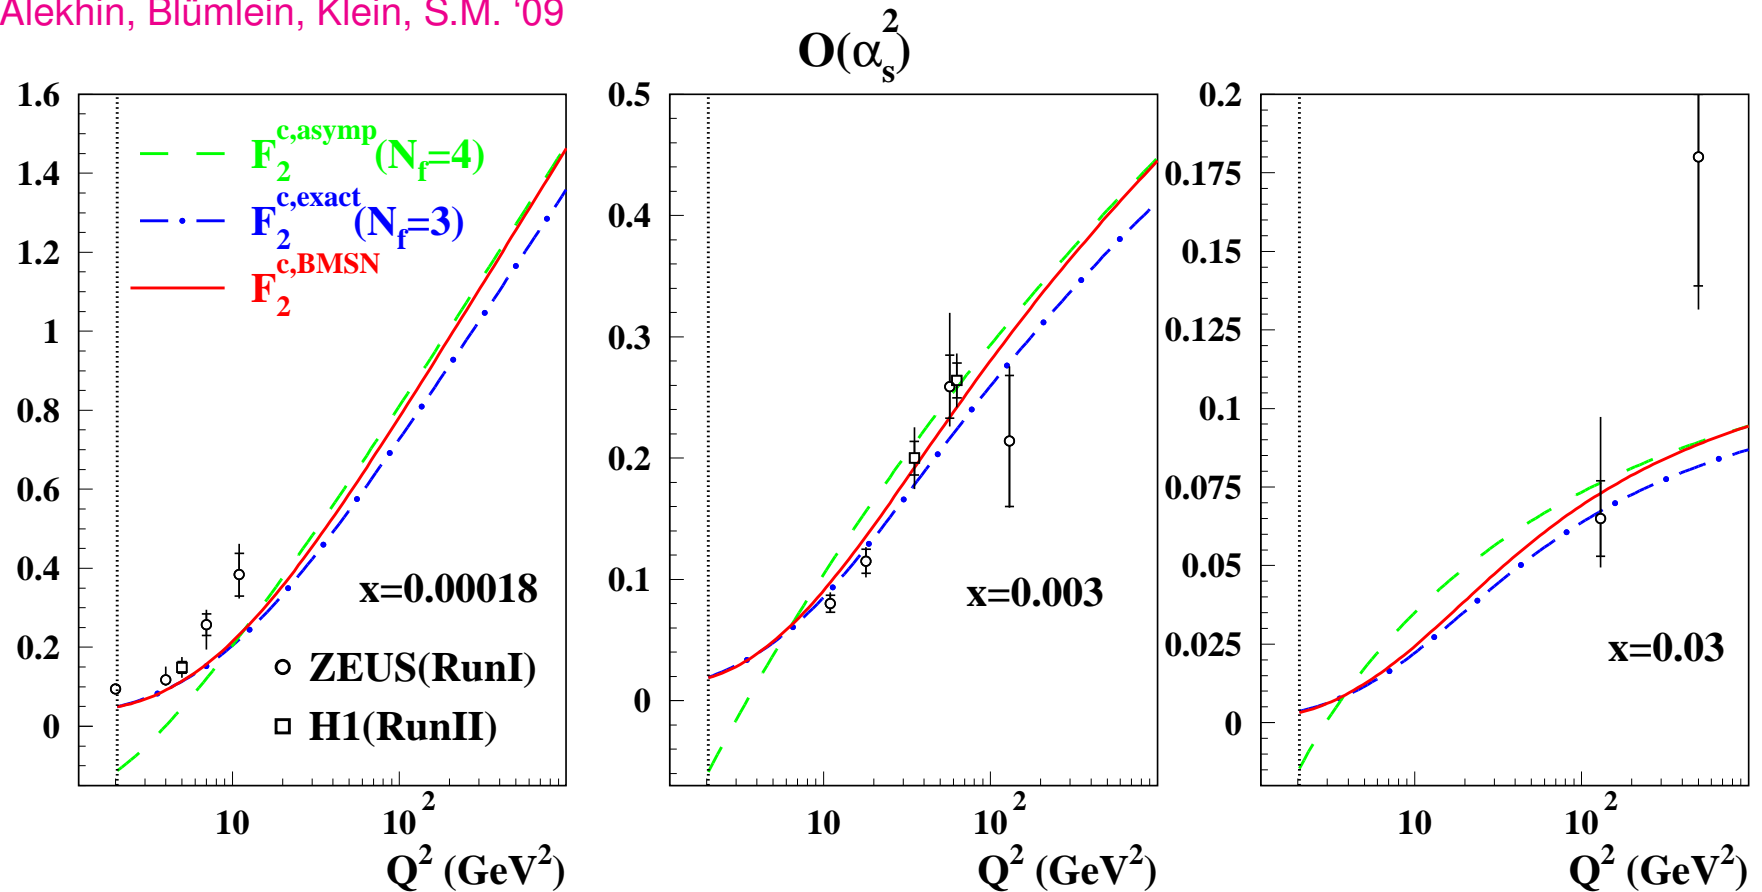 Alekhin, Blümlein, Klein, S.M. ‘09
O(α_s^2)
1.6
1.4
1.2
1
0.8
0.6
0.4
0.2
0
F_2^{c,asymp}(N_f=4)
F_2^{c,exact}(N_f=3)
F_2^{c,BMSN}
x=0.00018
ZEUS(RunI)
H1(RunII)
10
10^2
Q^2 (GeV^2)
0.5
0.4
0.3
0.2
0.1
0
x=0.003
10
10^2
Q^2 (GeV^2)
0.2
0.175
0.15
0.125
0.1
0.075
0.05
0.025
0
x=0.03
10
10^2
Q^2 (GeV^2)